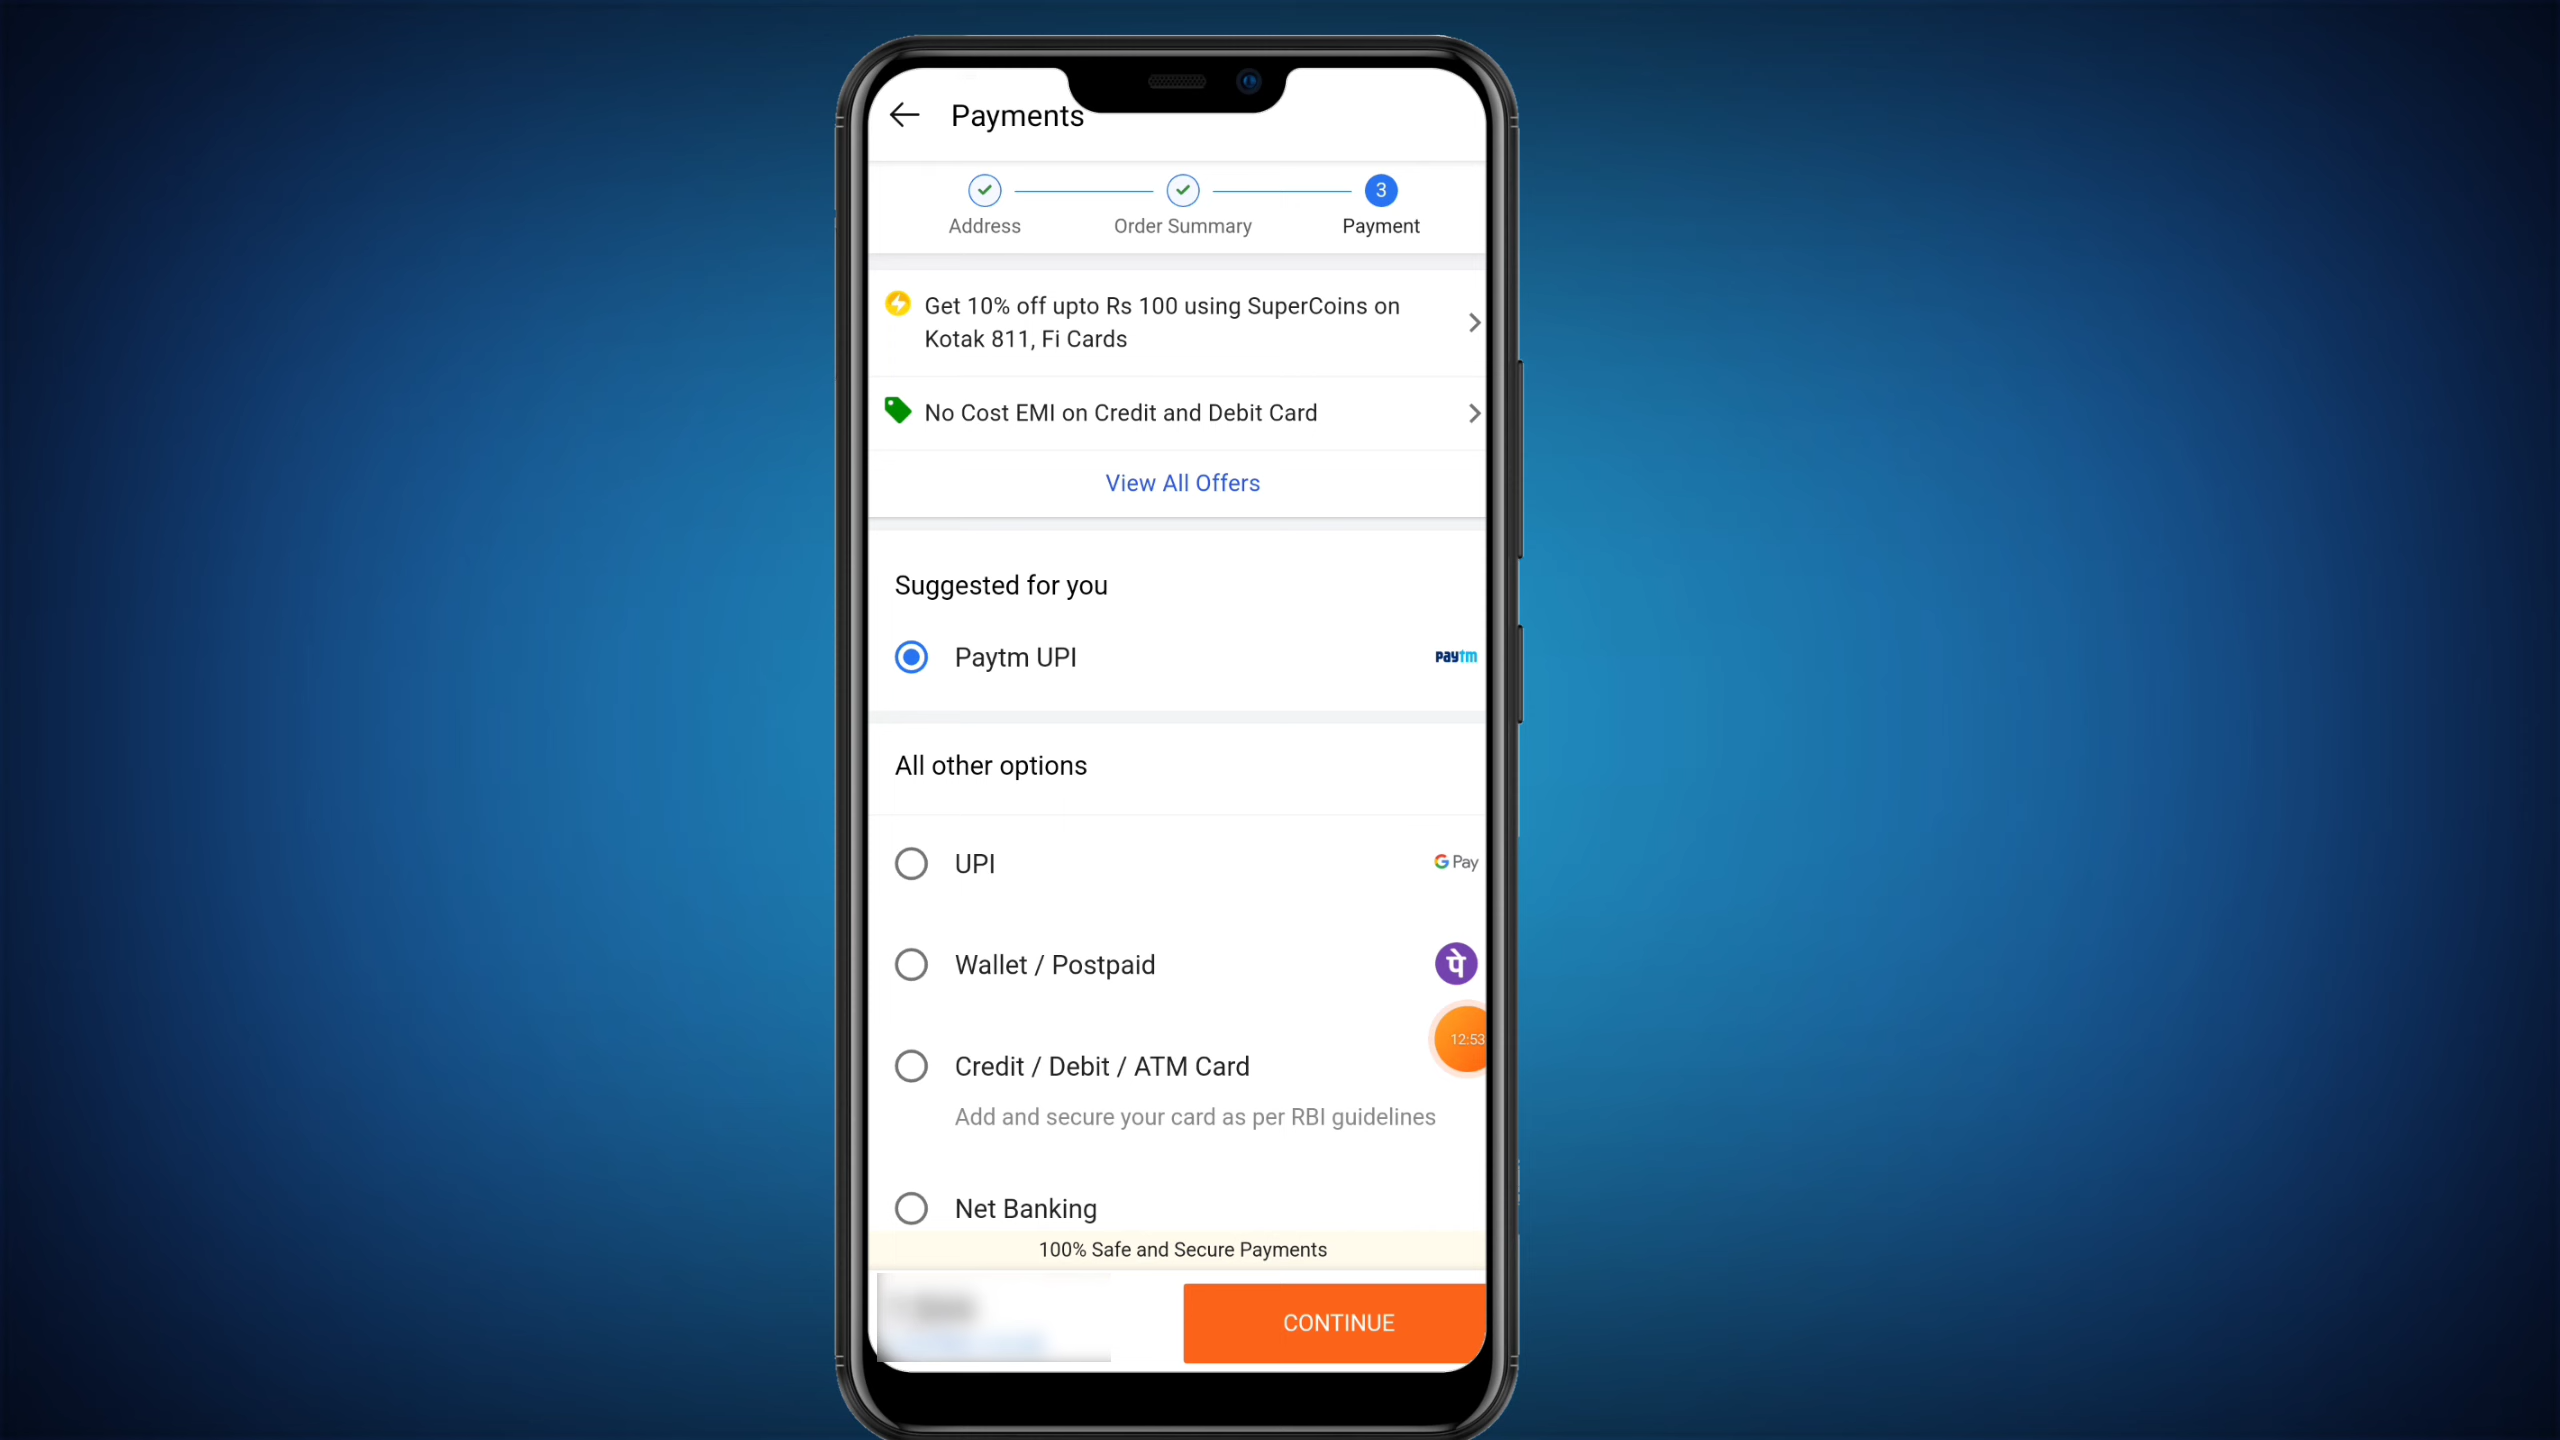 Payments
3
Address
Order Summary
Payment
Get 10% off upto Rs 100 using SuperCoins on
Kotak 811, Fi Cards
No Cost EMI on Credit and Debit Card
View All Offers
Suggested for you
Paytm UPI
paytm
All other options
UPI
G Pay
Wallet / Postpaid
पे
12:53
Credit / Debit / ATM Card
Add and secure your card as per RBI guidelines
Net Banking
100% Safe and Secure Payments
CONTINUE